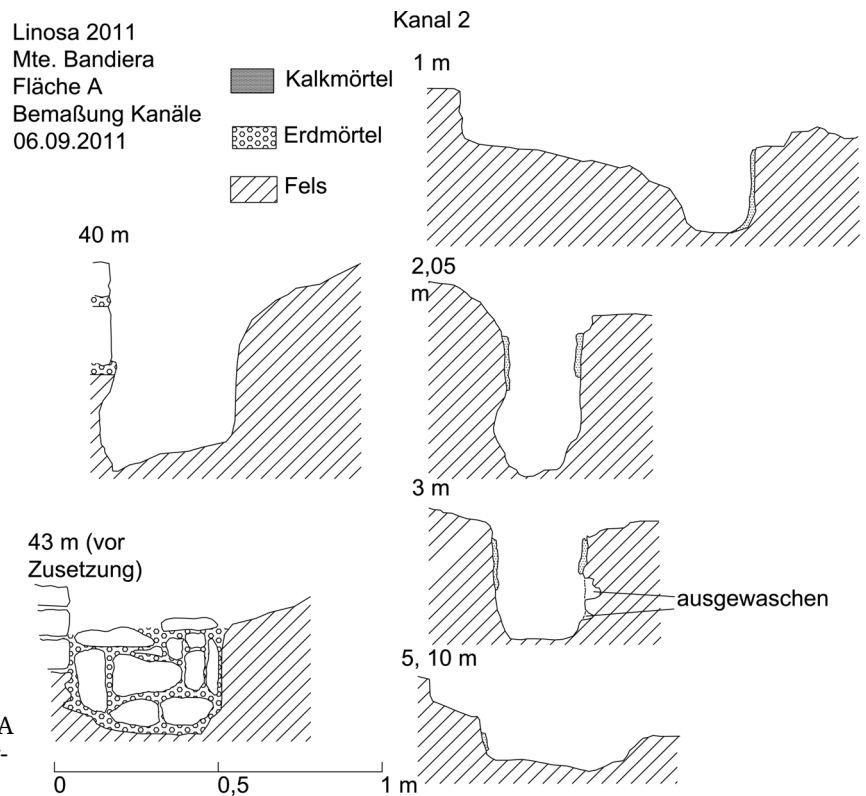 Linosa 2011
Mte. Bandiera
Fläche A
Bemaßung Kanäle
06.09.2011
Kalkmörtel
Erdmörtel
Fels
Kanal 2
1 m
40 m
2,05
m
3 m
43 m (vor
Zusetzung)
ausgewaschen
5, 10 m
A
-
0 0,5 1 m